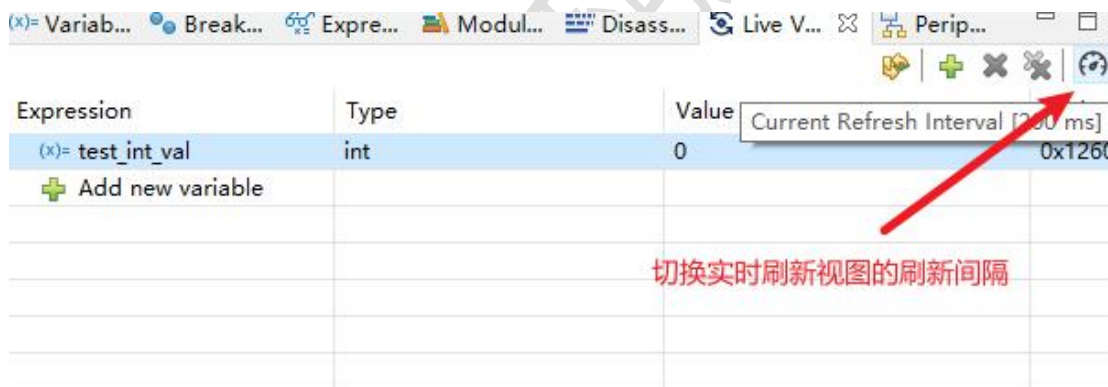 (x)= Variab... Break... Expre... Modul... Disass... Live V... Perip...
Expression Type Value
Current Refresh Interval [200 ms]
(x)= test_int_val int 0 0x1260
Add new variable
切换实时刷新视图的刷新间隔